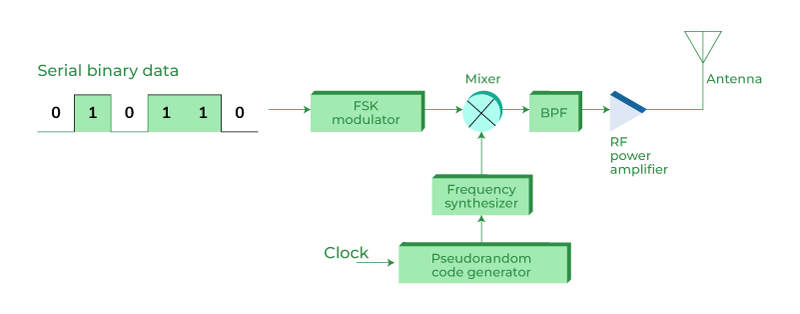 Serial binary data
0 1 0 1 1 0
FSK
modulator
Mixer
BPF
RF
power
amplifier
Antenna
Frequency
synthesizer
Clock
Pseudorandom
code generator